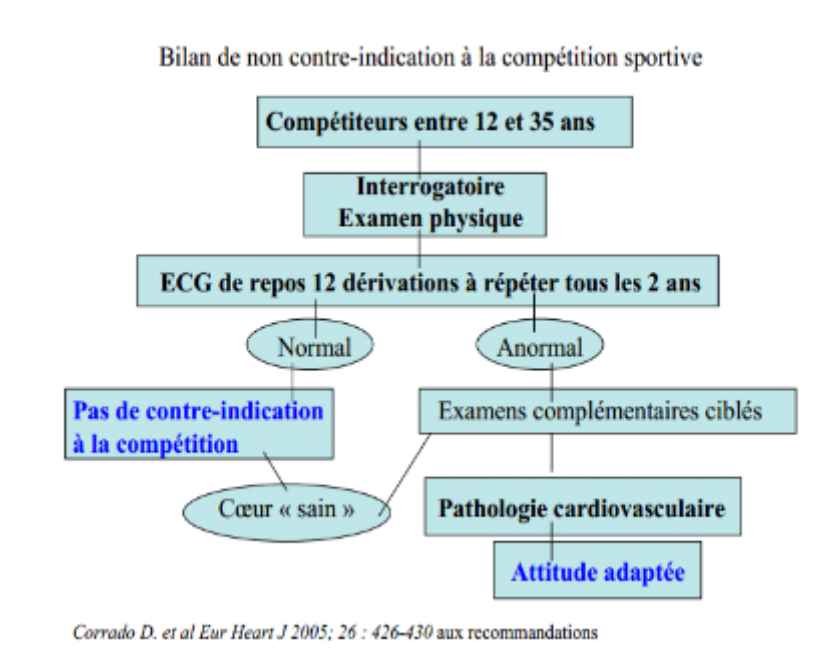 Bilan de non contre-indication à la compétition sportive
Compétiteurs entre 12 et 35 ans
Interrogatoire
Examen physique
ECG de repos 12 dérivations à répéter tous les 2 ans
Normal
Anormal
Pas de contre-indication
à la compétition
Examens complémentaires ciblés
Cœur « sain »
Pathologie cardiovasculaire
Attitude adaptée
Corrado D. et al Eur Heart J 2005; 26 : 426-430 aux recommandations